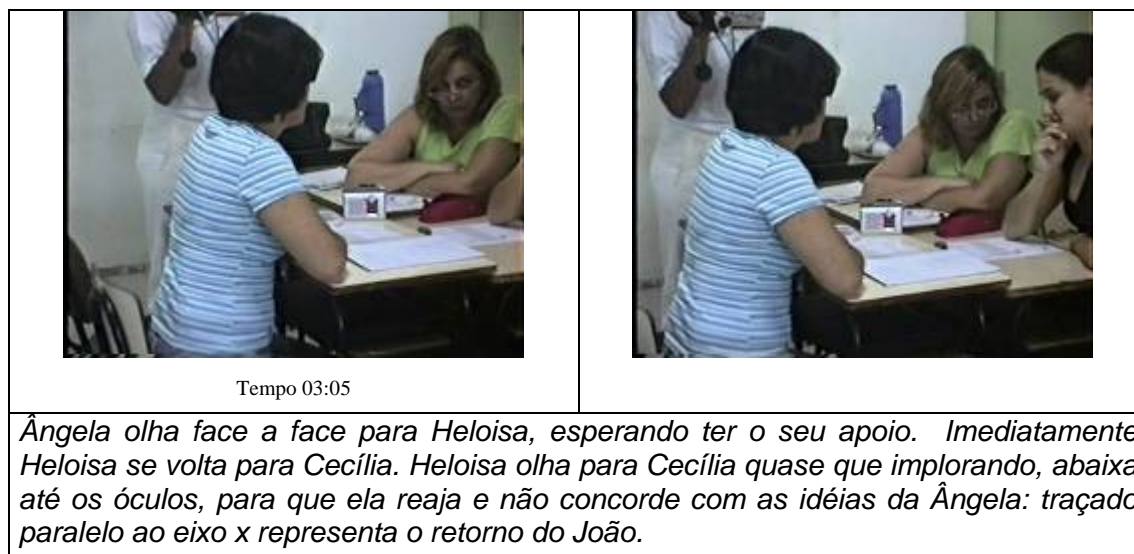 Tempo 03:05
Ângela olha face a face para Heloisa, esperando ter o seu apoio. Imediatamente
Heloisa se volta para Cecília. Heloisa olha para Cecília quase que implorando, abaixa
até os óculos, para que ela reaja e não concorde com as idéias da Ângela: traçado
paralelo ao eixo x representa o retorno do João.